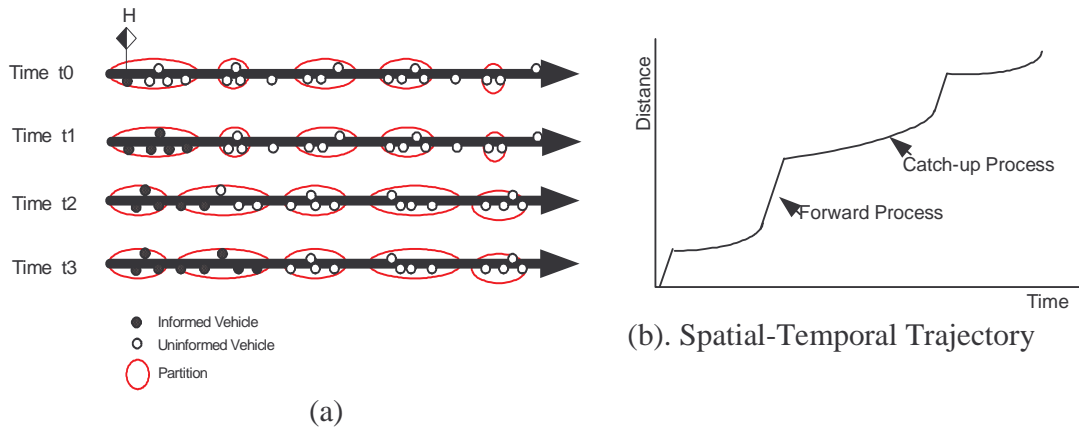 H
Time t0
Time t1
Time t2
Time t3
Informed Vehicle
Uninformed Vehicle
Partition
(a)
Distance
Catch-up Process
Forward Process
Time
(b). Spatial-Temporal Trajectory